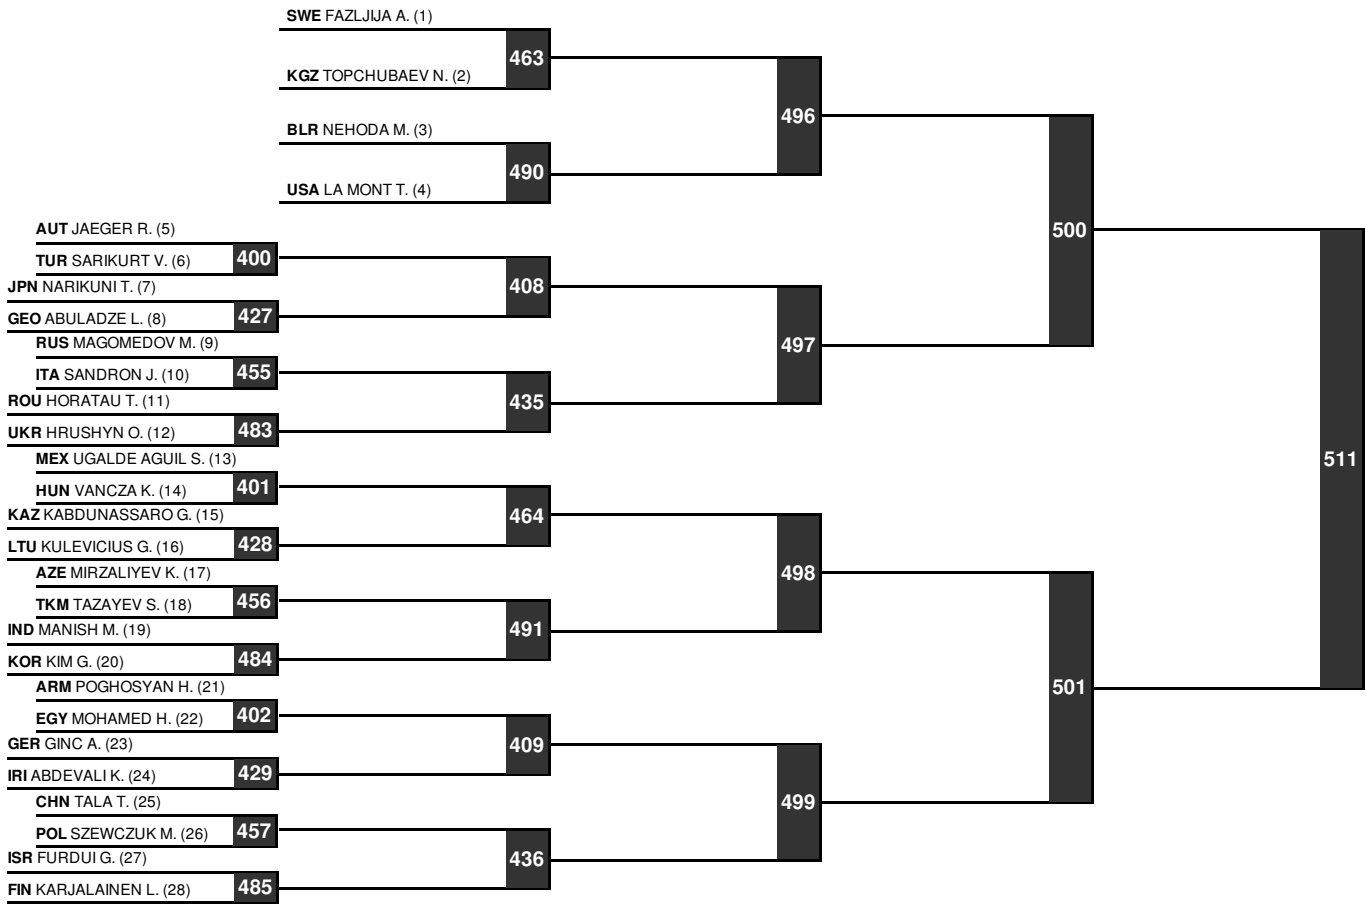 SWE FAZLJIJA A. (1)
463
KGZ TOPCHUBAEV N. (2)
496
BLR NEHODA M. (3)
490
USA LA MONT T. (4)
500
AUT JAEGER R. (5)
400
TUR SARIKURT V. (6)
408
JPN NARIKUNI T. (7)
427
GEO ABULADZE L. (8)
497
RUS MAGOMEDOV M. (9)
455
ITA SANDRON J. (10)
435
ROU HORATAU T. (11)
483
UKR HRUSHYN O. (12)
511
MEX UGALDE AGUIL S. (13)
401
HUN VANCZA K. (14)
464
KAZ KABDUNASSARO G. (15)
428
LTU KULEVICIUS G. (16)
498
AZE MIRZALIYEV K. (17)
456
TKM TAZAYEV S. (18)
491
IND MANISH M. (19)
484
KOR KIM G. (20)
501
ARM POGHOSYAN H. (21)
402
EGY MOHAMED H. (22)
409
GER GINC A. (23)
429
IRI ABDEVALI K. (24)
499
CHN TALA T. (25)
457
POL SZEWCZUK M. (26)
436
ISR FURDUI G. (27)
485
FIN KARJALAINEN L. (28)